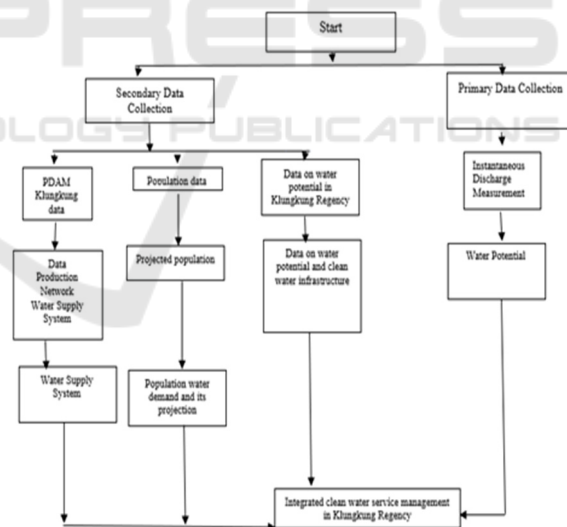 PRESS
Start
Secondary Data
Collection
Primary Data Collection
OLOGY PUBLICATIONS
PDAM
Klungkung
data
Population data
Data on water
potential in
Klungkung Regency
Instantaneous
Discharge
Measurement
Data
Production
Network
Water Supply
System
Projected population
Data on water
potential and clean
water infrastructure
Water Potential
Water Supply
System
Population water
demand and its
projection
Integrated clean water service management
in Klungkung Regency